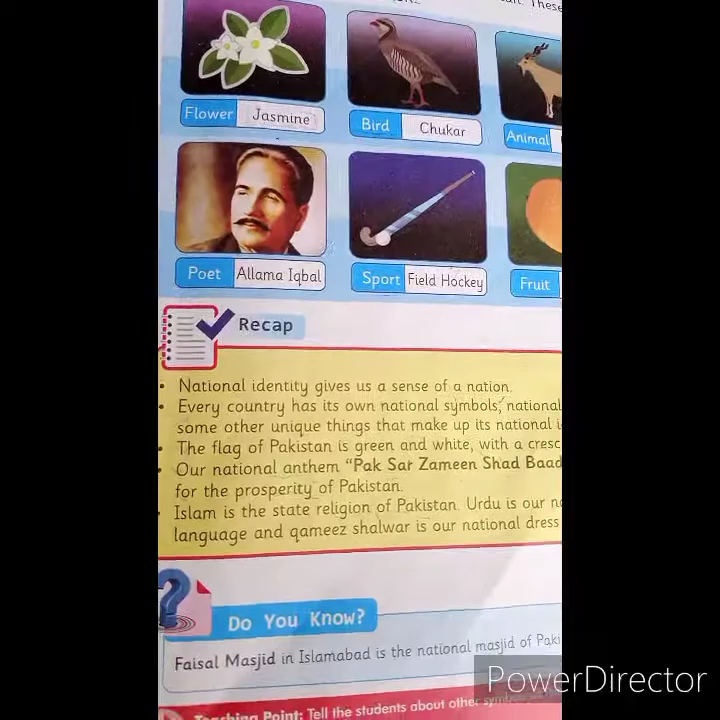 These
Flower Jasmine
Bird Chukar
Animal
Poet Allama Iqbal
Sport Field Hockey
Fruit
Recap
• National identity gives us a sense of a nation.
• Every country has its own national symbols, national
some other unique things that make up its national
• The flag of Pakistan is green and white, with a cresc
• Our national anthem "Pak Sar Zameen Shad Baad
for the prosperity of Pakistan.
• Islam is the state religion of Pakistan. Urdu is our
language and qameez shalwar is our national dress
Do You Know?
Faisal Masjid in Islamabad is the national masjid of Paki
Teaching Point: Tell the students about other
PowerDirector